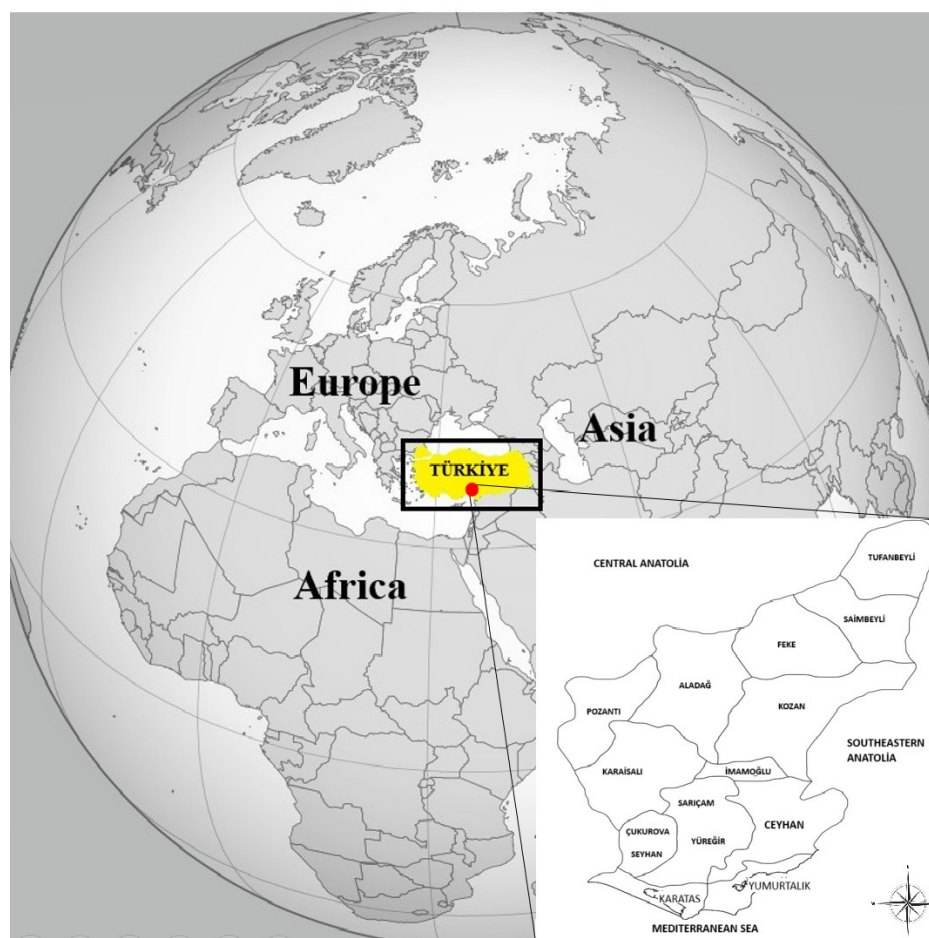 Europe
Asia
TÜRKİYE
Africa
CENTRAL ANATOLİA
TUFANBEYLİ
SAİMBEYLİ
FEKE
ALADAĞ
POZANTI
KOZAN
SOUTHEASTERN
ANATOLİA
KARAİSALI
İMAMOĞLU
SARIÇAM
CEYHAN
ÇUKUROVA
YÜREĞİR
SEYHAN
YUMURTALIK
KARATAS
MEDITERRANEAN SEA